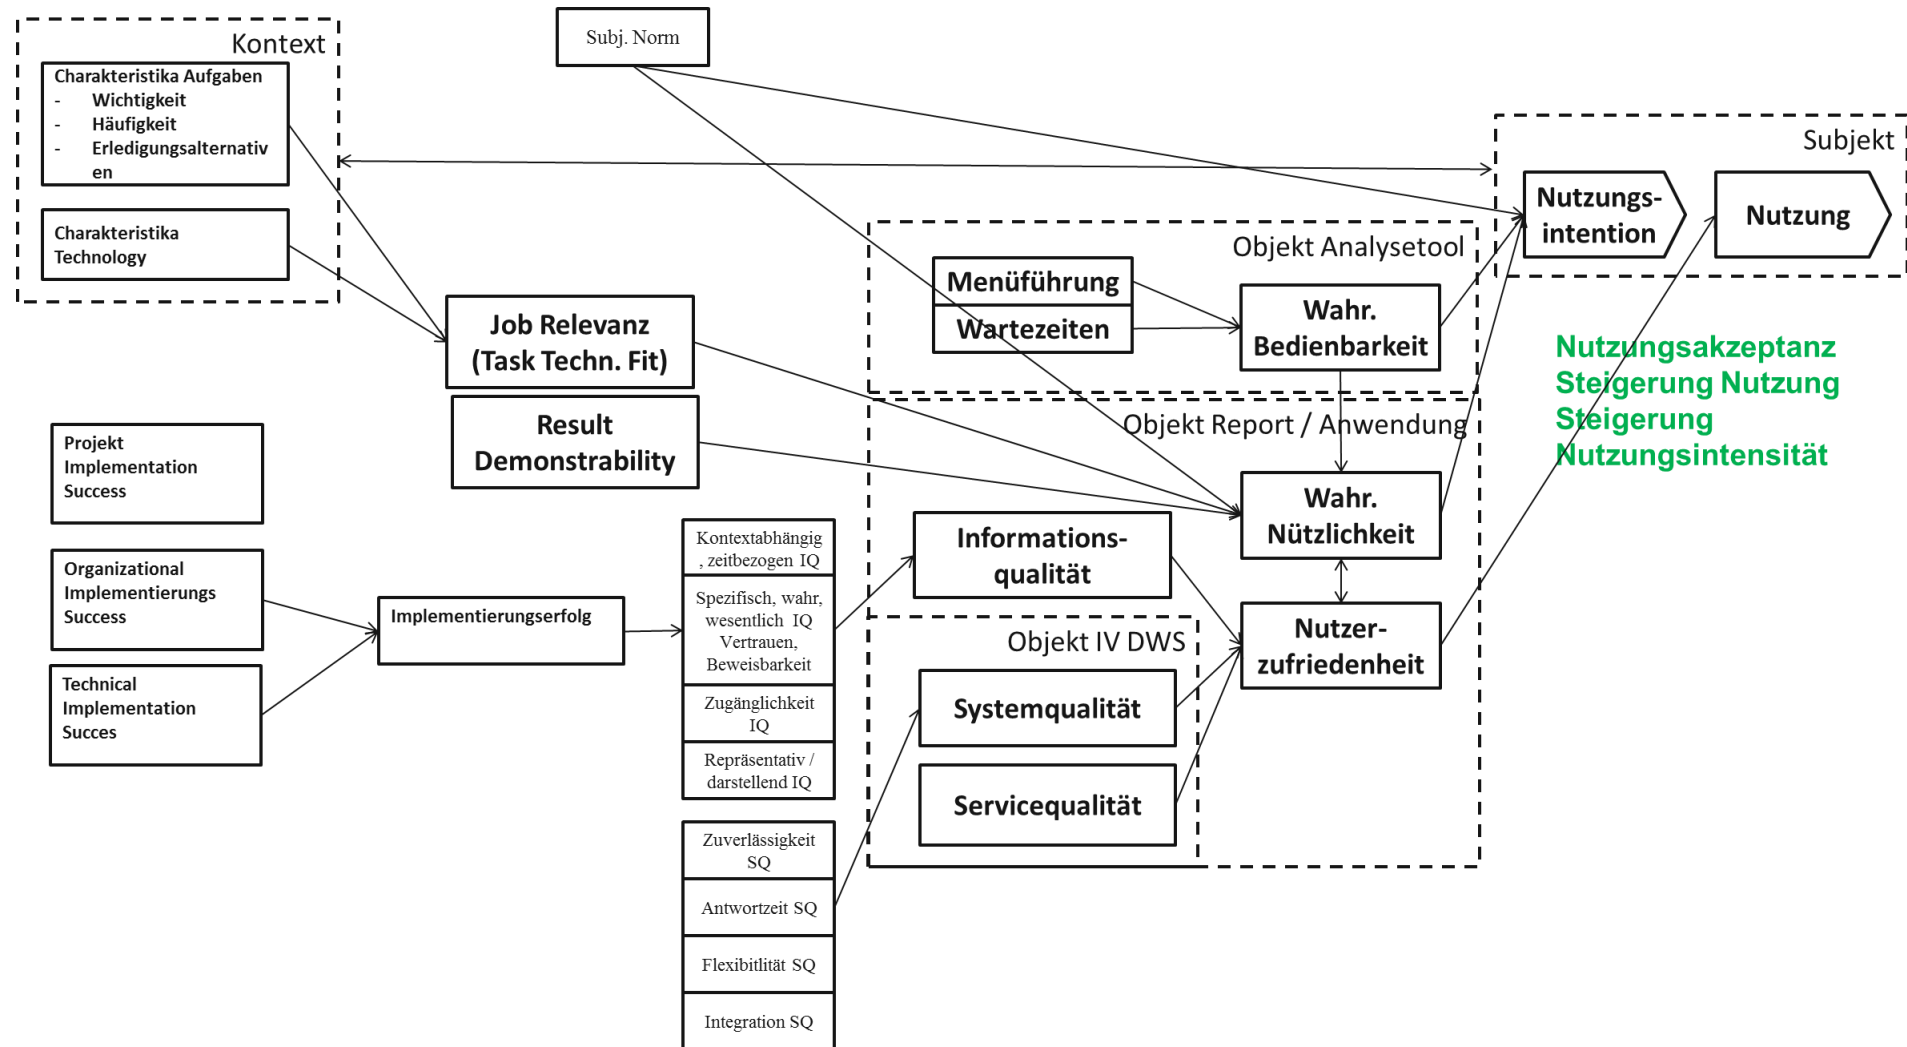 Kontext
Charakteristika Aufgaben
- Wichtigkeit
- Häufigkeit
- Erledigungsalternativ
en
Charakteristika
Technology
Subj. Norm
Subjekt
Nutzungs-
intention
Nutzung
Objekt Analysetool
Menüführung
Wartezeiten
Wahr.
Bedienbarkeit
Job Relevanz
(Task Techn. Fit)
Result
Demonstrability
Nutzungsakzeptanz
Steigerung Nutzung
Steigerung
Nutzungsintensität
Objekt Report / Anwendung
Wahr.
Nützlichkeit
Projekt
Implementation
Success
Organizational
Implementierungs
Success
Technical
Implementation
Succes
Implementierungserfolg
Kontextabhängig
, zeitbezogen IQ
Spezifisch, wahr,
wesentlich IQ
Vertrauen,
Beweisbarkeit
Zugänglichkeit
IQ
Repräsentativ /
darstellend IQ
Informations-
qualität
Objekt IV DWS
Systemqualität
Servicequalität
Nutzer-
zufriedenheit
Zuverlässigkeit
SQ
Antwortzeit SQ
Flexibitlität SQ
Integration SQ